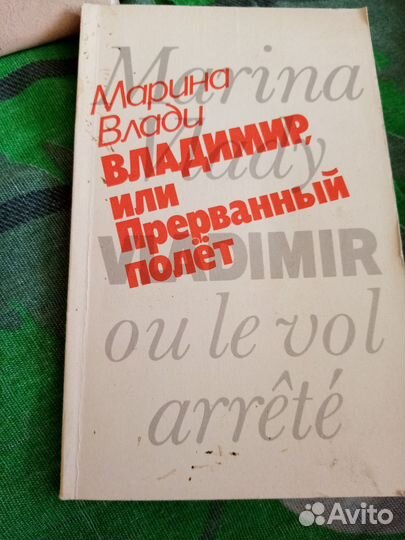 Марина
Влади
ВЛАДИМИР,
или
Прерванный
полёт
Marina
Vlady
VLADIMIR
ou le vol
arrêté
Avito